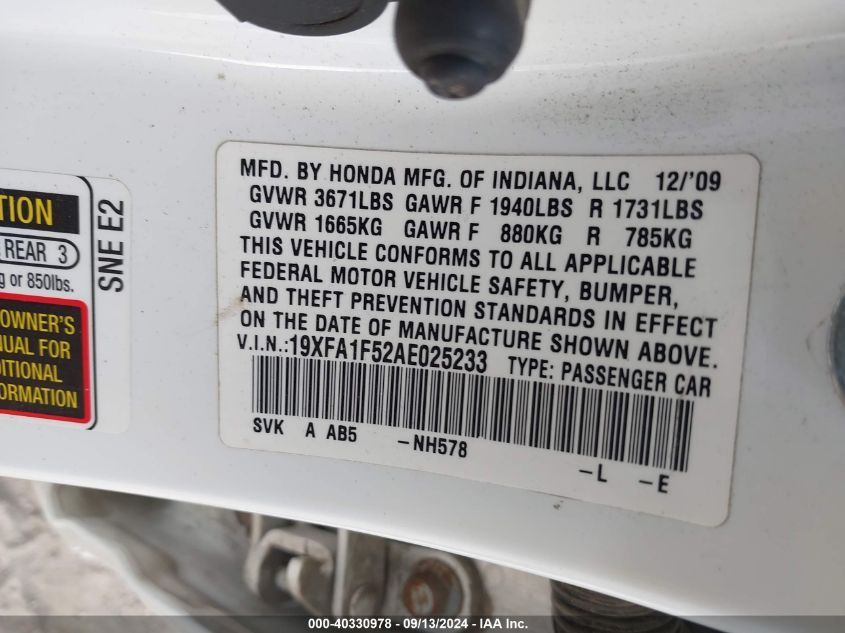 TION
REAR 3
g or 850lbs.
OWNER'S
NUAL FOR
DITIONAL
FORMATION
SNE E2
MFD. BY HONDA MFG. OF INDIANA, LLC 12/'09
GVWR 3671LBS GAWR F 1940LBS R 1731LBS
GVWR 1665KG GAWR F 880KG R 785KG
THIS VEHICLE CONFORMS TO ALL APPLICABLE
FEDERAL MOTOR VEHICLE SAFETY, BUMPER,
AND THEFT PREVENTION STANDARDS IN EFFECT
ON THE DATE OF MANUFACTURE SHOWN ABOVE.
V.I.N.:19XFA1F52AE025233 TYPE: PASSENGER CAR
SVK A AB5 -NH578 -L -E
000-40330978 - 09/13/2024 - IAA Inc.